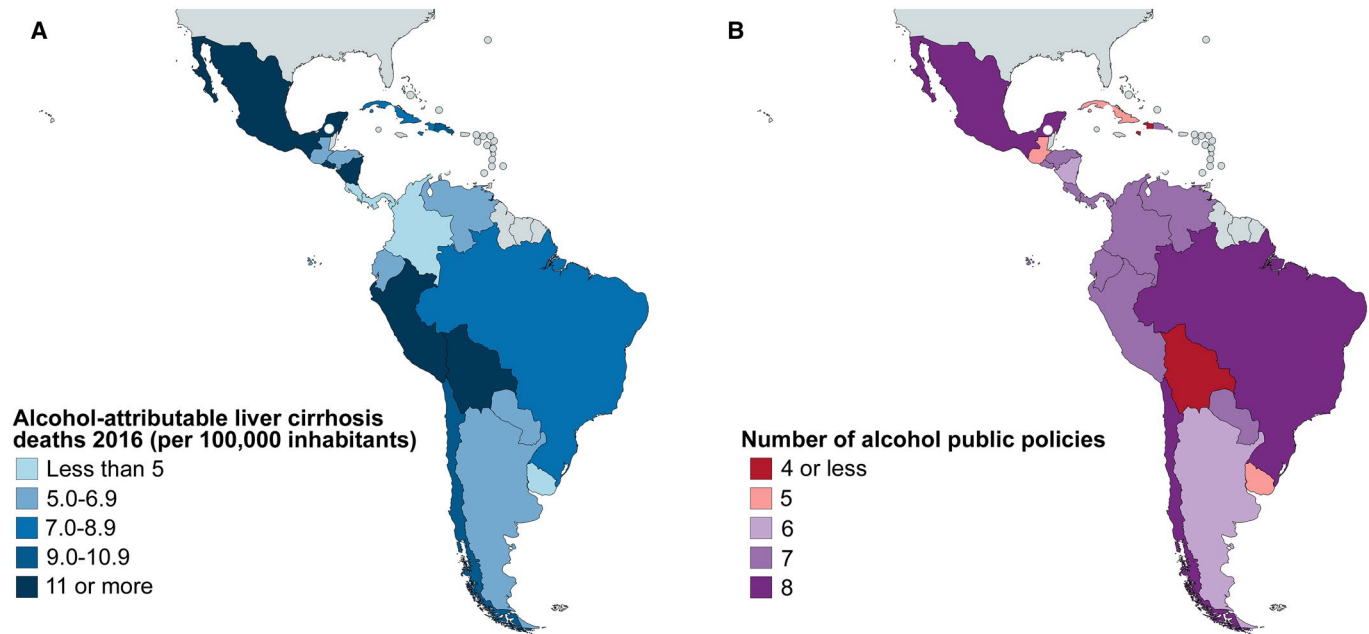 A
B
Alcohol-attributable liver cirrhosis
deaths 2016 (per 100,000 inhabitants)
Less than 5
5.0-6.9
7.0-8.9
9.0-10.9
11 or more
Number of alcohol public policies
4 or less
5
6
7
8